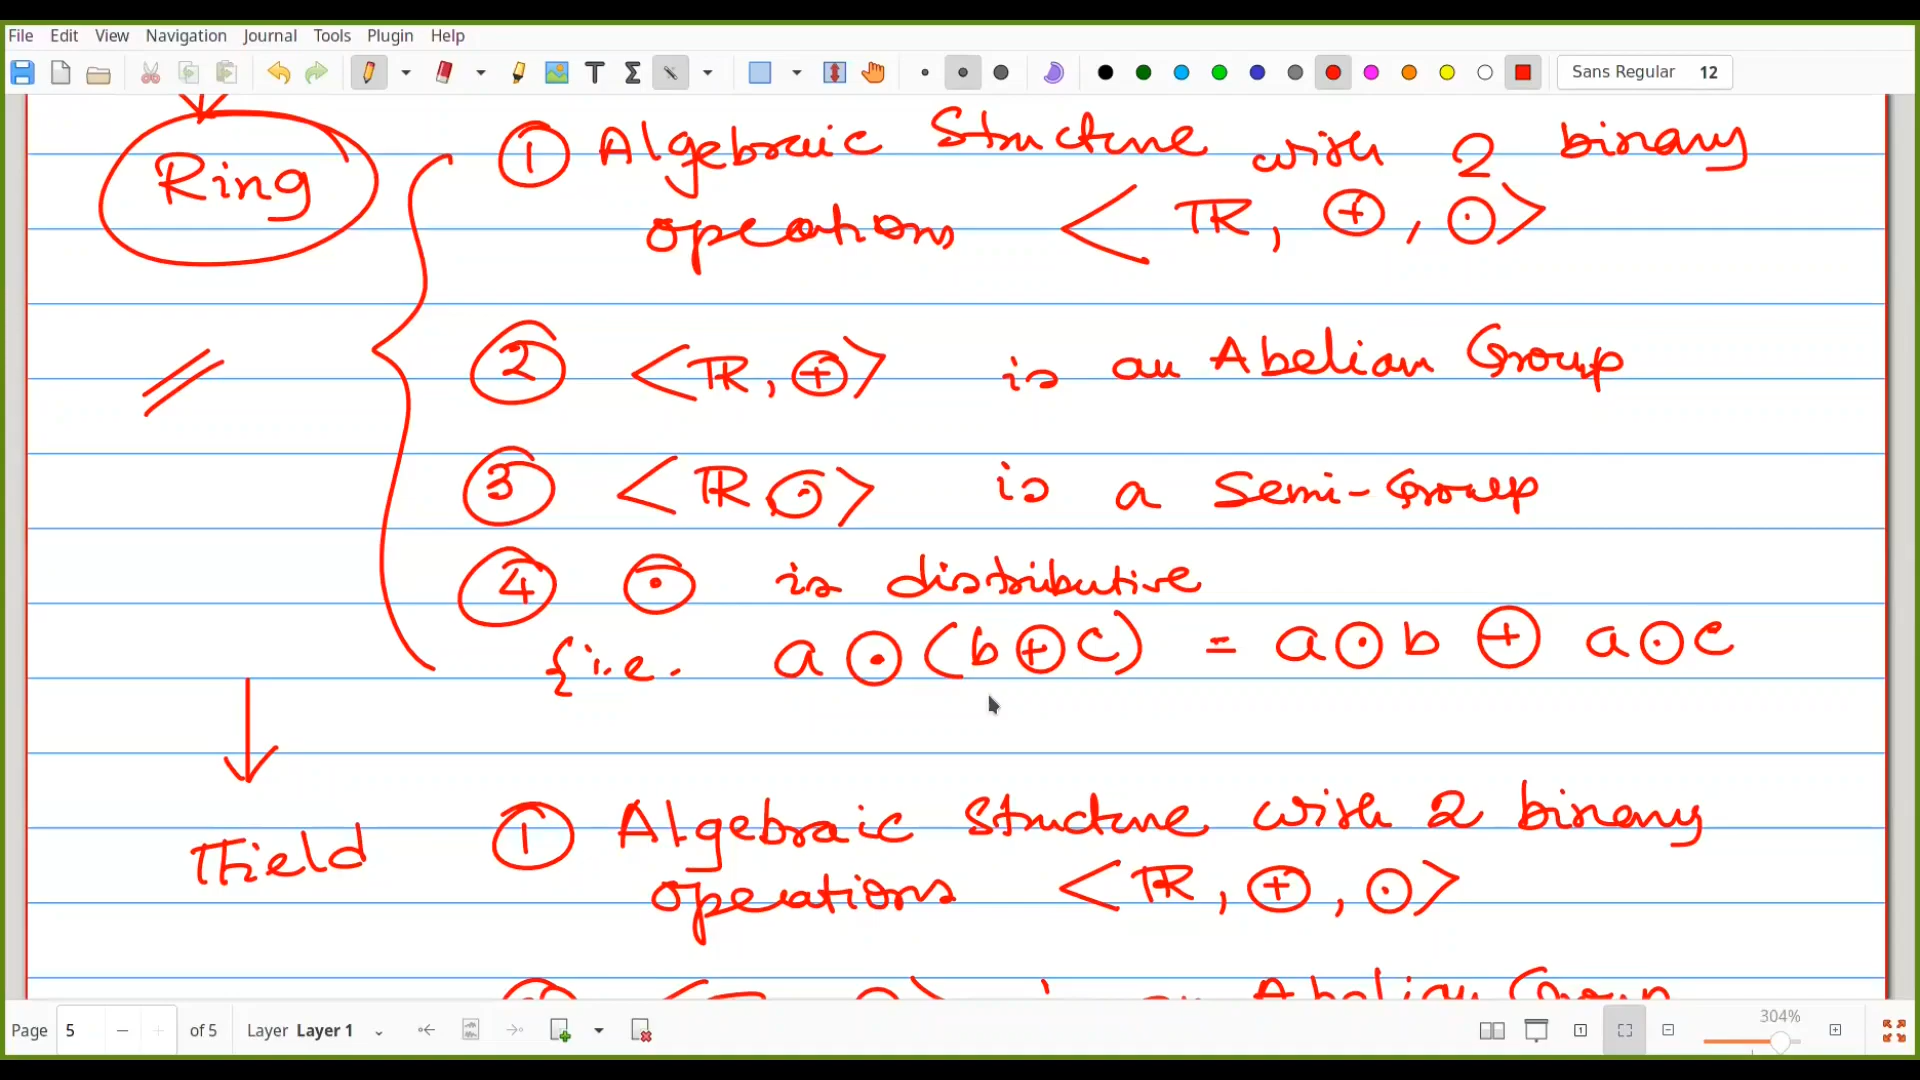 File Edit View Navigation Journal Tools Plugin Help
Sans Regular 12
Ring
① Algebraic Structure with 2 binary
operations < R, ⊕, ⊙ >
② < R, ⊕ > is an Abelian Group
③ < R ⊙ > is a Semi-Group
④ ⊙ is distributive
{i.e. a ⊙ (b ⊕ c) = a ⊙ b ⊕ a ⊙ c
Field
① Algebraic Structure with 2 binary
operations < R, ⊕, ⊙ >
Abelian Group
Page 5 of 5 Layer Layer 1 304%